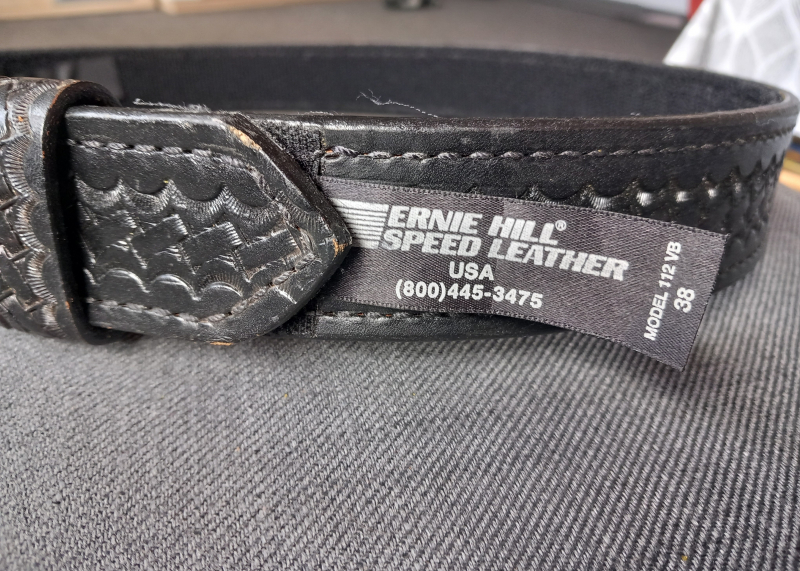 ERNIE HILL®
SPEED LEATHER
USA
(800)445-3475
MODEL 112 VB
38